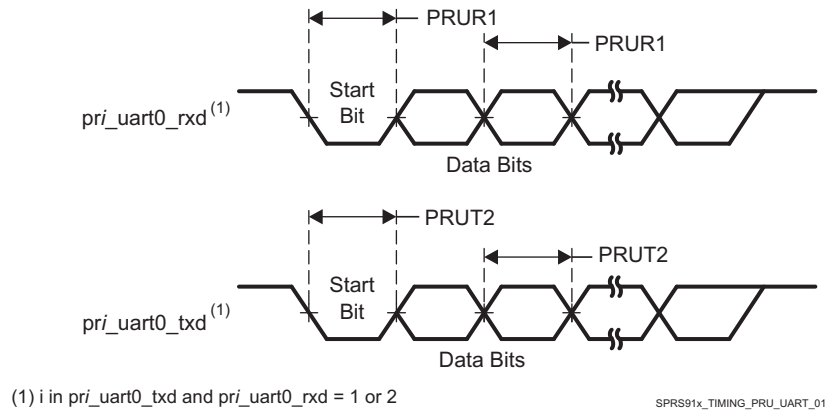 PRUR1
PRUR1
Start
Bit
pri_uart0_rxd (1)
Data Bits
PRUT2
PRUT2
Start
Bit
pri_uart0_txd (1)
Data Bits
(1) i in pri_uart0_txd and pri_uart0_rxd = 1 or 2
SPRS91x_TIMING_PRU_UART_01